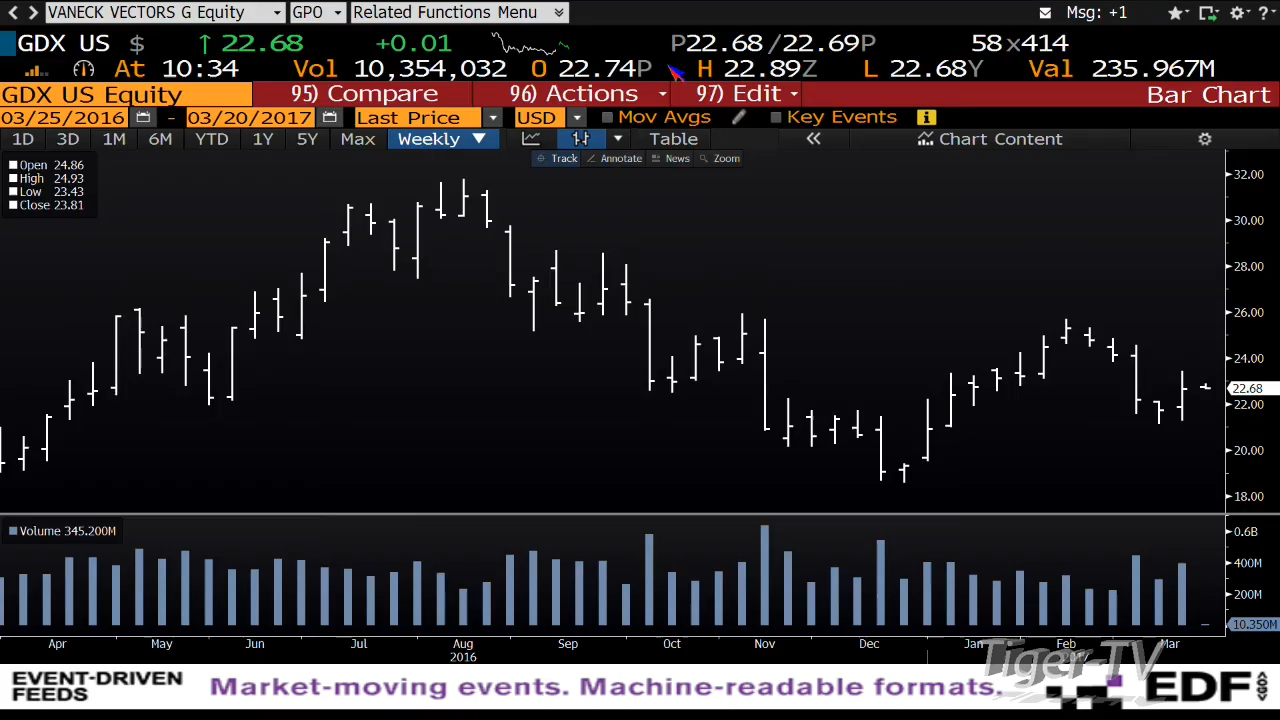 VANECK VECTORS G Equity GPO Related Functions Menu Msg: +1
GDX US $ ↑ 22.68 +0.01 P22.68 /22.69P 58x414
At 10:34 Vol 10,354,032 O 22.74P H 22.89Z L 22.68Y Val 235.967M
GDX US Equity 95) Compare 96) Actions 97) Edit Bar Chart
03/25/2016 - 03/20/2017 Last Price USD Mov Avgs Key Events
1D 3D 1M 6M YTD 1Y 5Y Max Weekly ▼ Table « Chart Content
Track Annotate News Zoom
Open 24.86
High 24.93
Low 23.43
Close 23.81
32.00
30.00
28.00
26.00
24.00
22.68
22.00
20.00
18.00
Volume 345.200M
0.6B
400M
200M
10.350M
Apr May Jun Jul Aug Sep Oct Nov Dec Jan Feb Mar
2016
Tiger-TV
EVENT-DRIVEN
FEEDS
Market-moving events. Machine-readable formats.
EDF